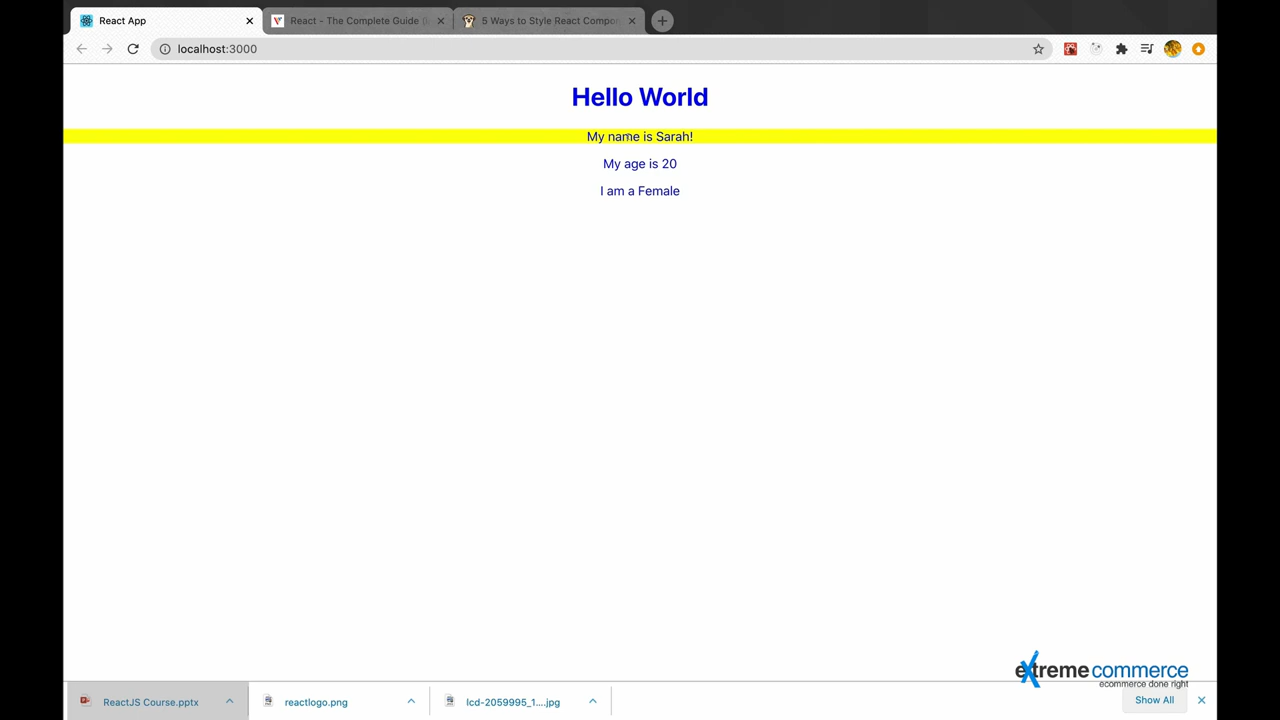 React App
React - The Complete Guide (
5 Ways to Style React Compon
localhost:3000
Hello World
My name is Sarah!
My age is 20
I am a Female
extreme commerce
ecommerce done right
ReactJS Course.pptx
reactlogo.png
lcd-2059995_1....jpg
Show All